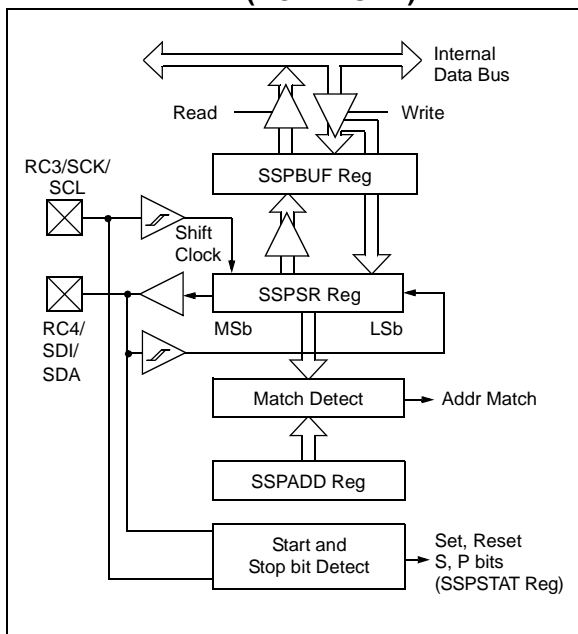 Internal
Data Bus
Read
Write
RC3/SCK/
SCL
SSPBUF Reg
Shift
Clock
SSPSR Reg
MSb
LSb
RC4/
SDI/
SDA
Match Detect
Addr Match
SSPADD Reg
Start and
Stop bit Detect
Set, Reset
S, P bits
(SSPSTAT Reg)